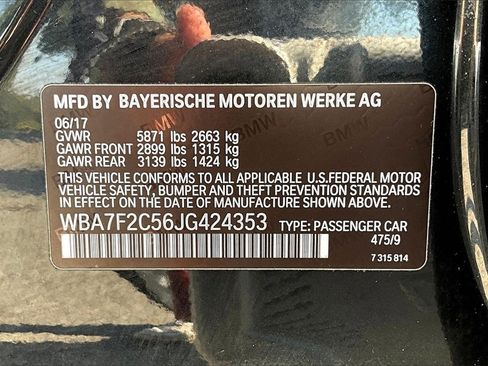 MFD BY BAYERISCHE MOTOREN WERKE AG
06/17
GVWR 5871 lbs 2663 kg
GAWR FRONT 2899 lbs 1315 kg
GAWR REAR 3139 lbs 1424 kg
THIS VEHICLE CONFORMS TO ALL APPLICABLE U.S.FEDERAL MOTOR
VEHICLE SAFETY, BUMPER AND THEFT PREVENTION STANDARDS
IN EFFECT ON THE DATE OF MANUFACTURE SHOWN ABOVE.
WBA7F2C56JG424353 TYPE: PASSENGER CAR
475/9
7 315 814
BMW
BMW